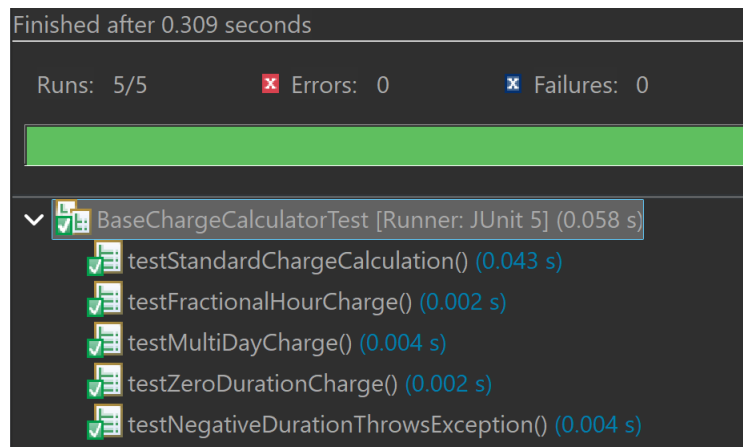 Finished after 0.309 seconds
Runs: 5/5 Errors: 0 Failures: 0
BaseChargeCalculatorTest [Runner: JUnit 5] (0.058 s)
testStandardChargeCalculation() (0.043 s)
testFractionalHourCharge() (0.002 s)
testMultiDayCharge() (0.004 s)
testZeroDurationCharge() (0.002 s)
testNegativeDurationThrowsException() (0.004 s)